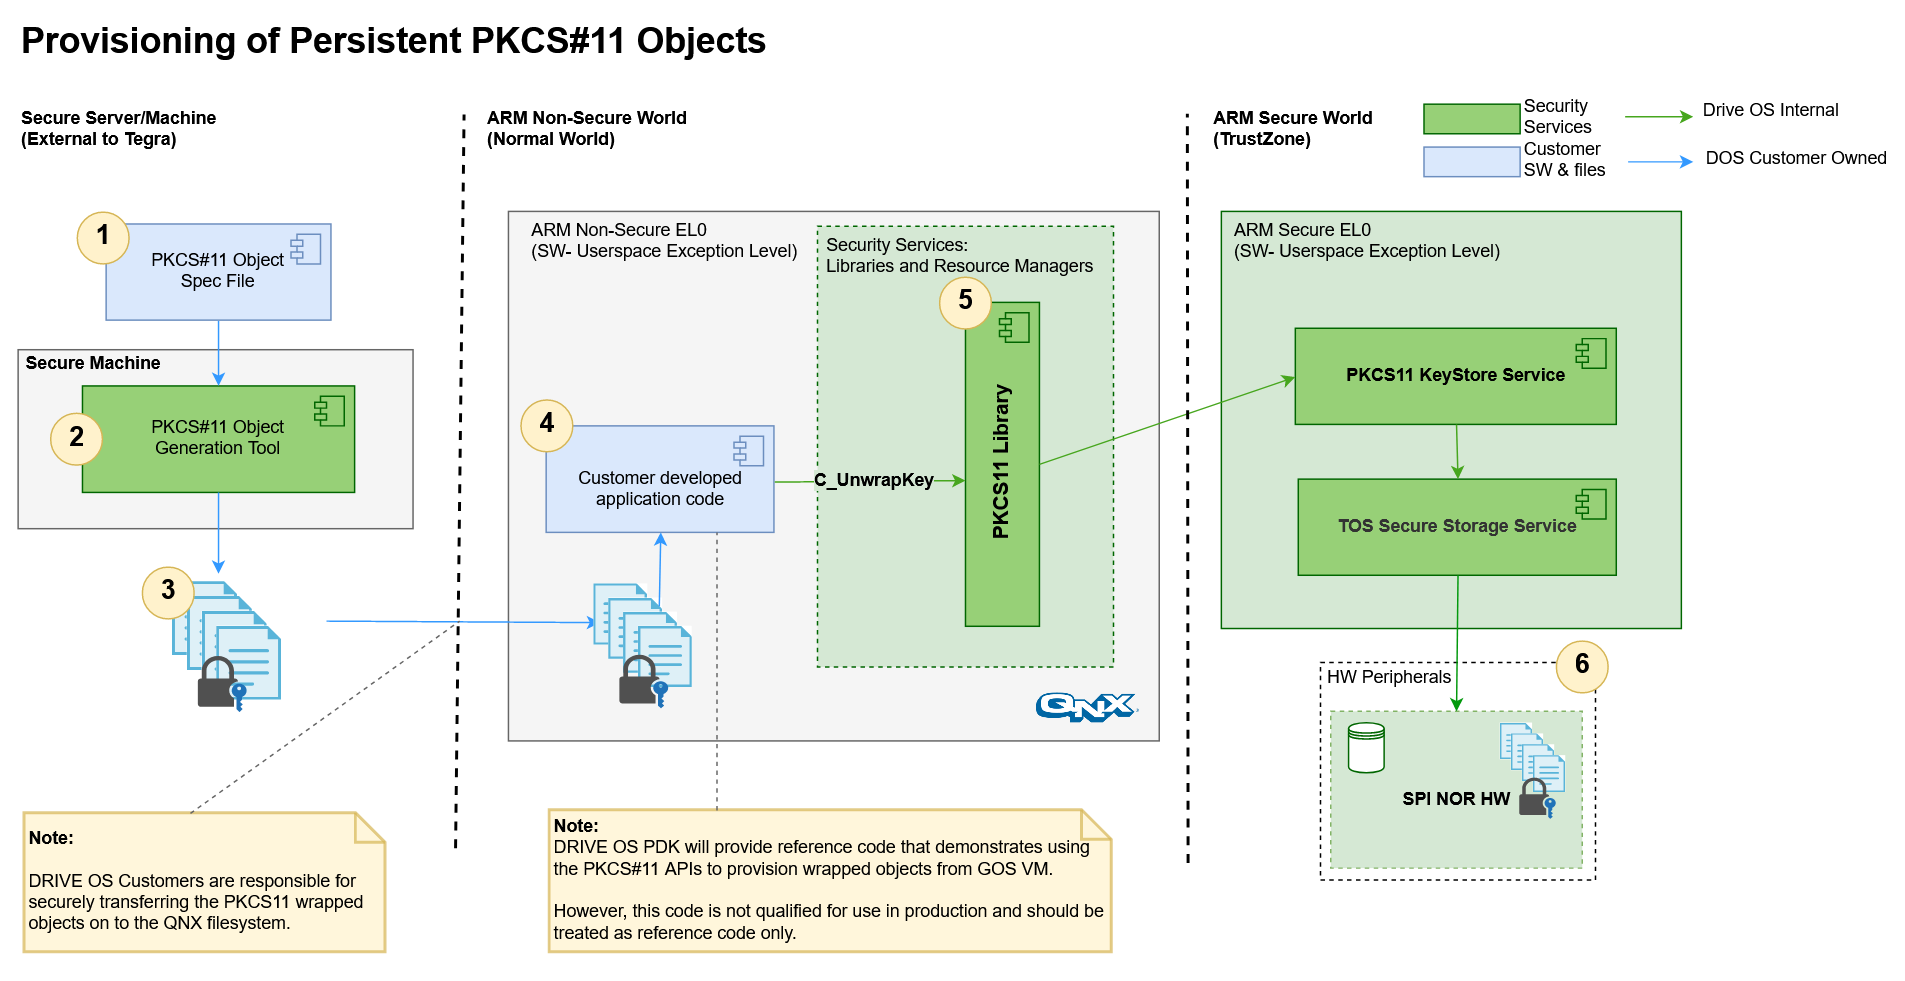 Provisioning of Persistent PKCS#11 Objects
Secure Server/Machine
(External to Tegra)
ARM Non-Secure World
(Normal World)
ARM Secure World
(TrustZone)
Security
Services
Customer
SW & files
Drive OS Internal
DOS Customer Owned
1
PKCS#11 Object
Spec File
Secure Machine
2
PKCS#11 Object
Generation Tool
3
ARM Non-Secure EL0
(SW- Userspace Exception Level)
Security Services:
Libraries and Resource Managers
4
Customer developed
application code
C_UnwrapKey
5
PKCS11 Library
QNX
ARM Secure EL0
(SW- Userspace Exception Level)
PKCS11 KeyStore Service
TOS Secure Storage Service
6
HW Peripherals
SPI NOR HW
Note:
DRIVE OS Customers are responsible for
securely transferring the PKCS11 wrapped
objects on to the QNX filesystem.
Note:
DRIVE OS PDK will provide reference code that demonstrates using
the PKCS#11 APIs to provision wrapped objects from GOS VM.
However, this code is not qualified for use in production and should be
treated as reference code only.